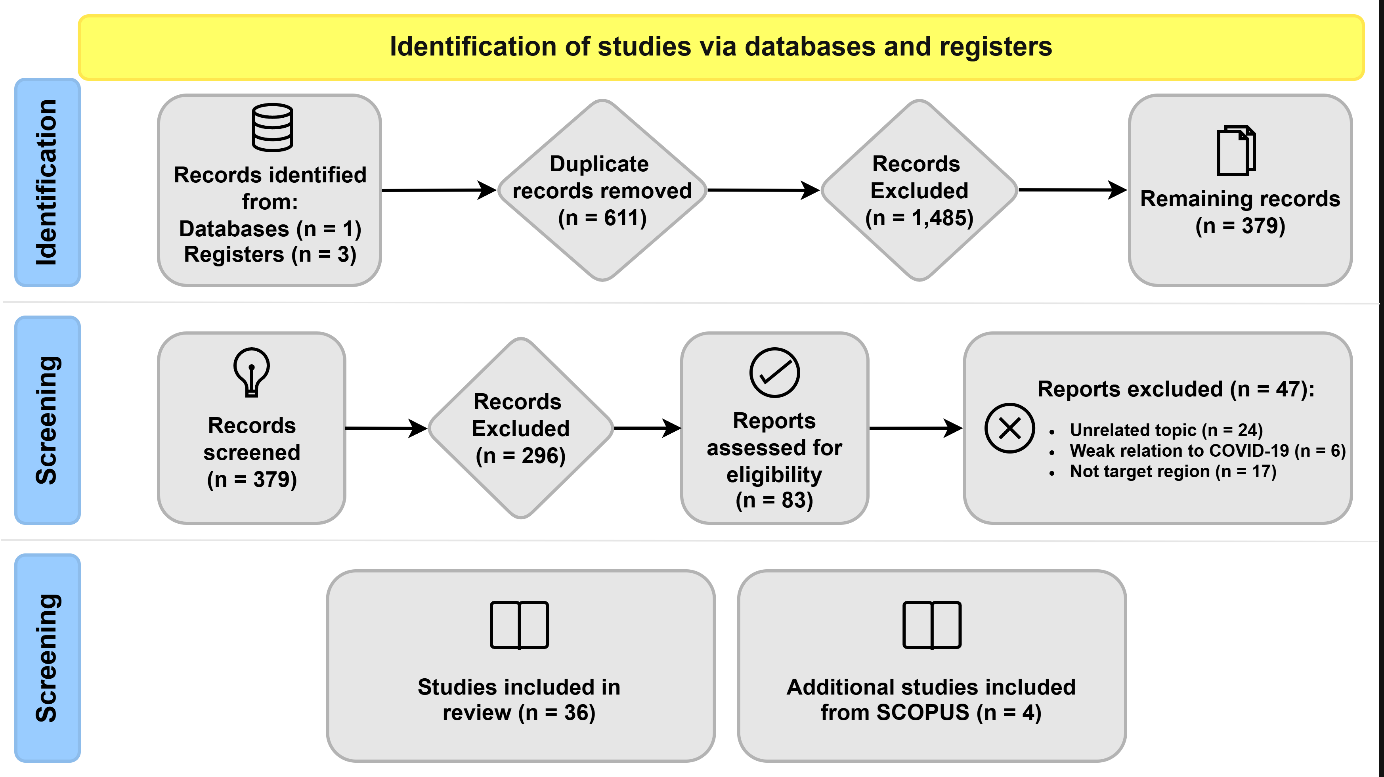 Identification of studies via databases and registers
Identification
Records identified
from:
Databases (n = 1)
Registers (n = 3)
Duplicate
records removed
(n = 611)
Records
Excluded
(n = 1,485)
Remaining records
(n = 379)
Screening
Records
screened
(n = 379)
Records
Excluded
(n = 296)
Reports
assessed for
eligibility
(n = 83)
Reports excluded (n = 47):
• Unrelated topic (n = 24)
• Weak relation to COVID-19 (n = 6)
• Not target region (n = 17)
Screening
Studies included in
review (n = 36)
Additional studies included
from SCOPUS (n = 4)